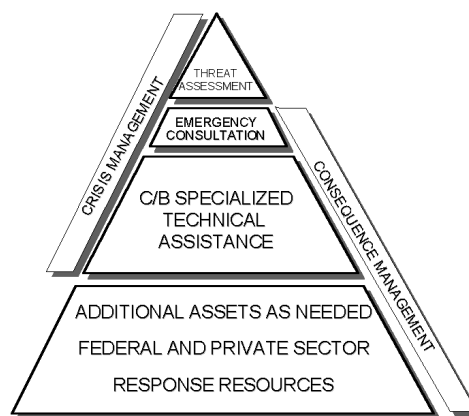 THREAT
ASSESSMENT
EMERGENCY
CONSULTATION
CRISIS MANAGEMENT
C/B SPECIALIZED
TECHNICAL
ASSISTANCE
CONSEQUENCE MANAGEMENT
ADDITIONAL ASSETS AS NEEDED
FEDERAL AND PRIVATE SECTOR
RESPONSE RESOURCES